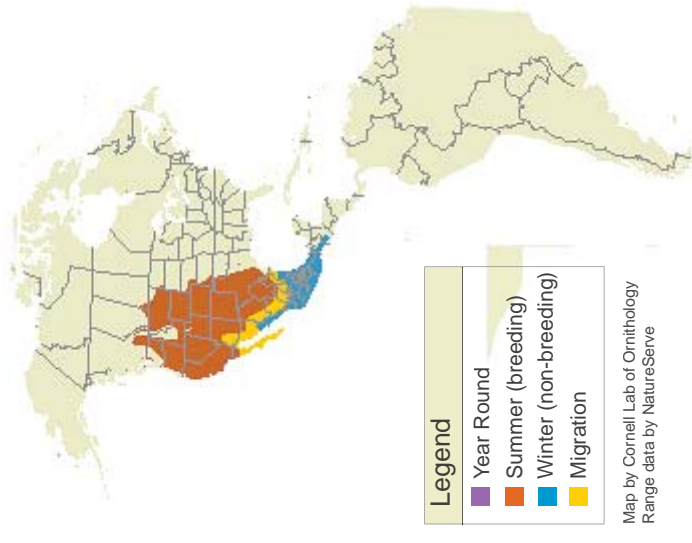 Legend
Year Round
Summer (breeding)
Winter (non-breeding)
Migration
Map by Cornell Lab of Ornithology
Range data by NatureServe